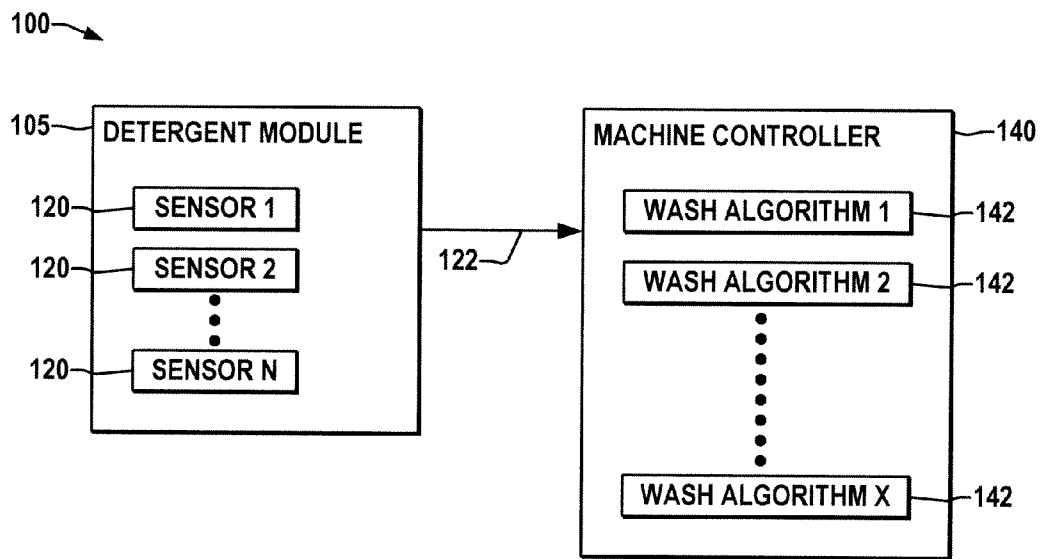 100
105
DETERGENT MODULE
120
SENSOR 1
120
SENSOR 2
120
SENSOR N
122
MACHINE CONTROLLER
140
WASH ALGORITHM 1
142
WASH ALGORITHM 2
142
WASH ALGORITHM X
142